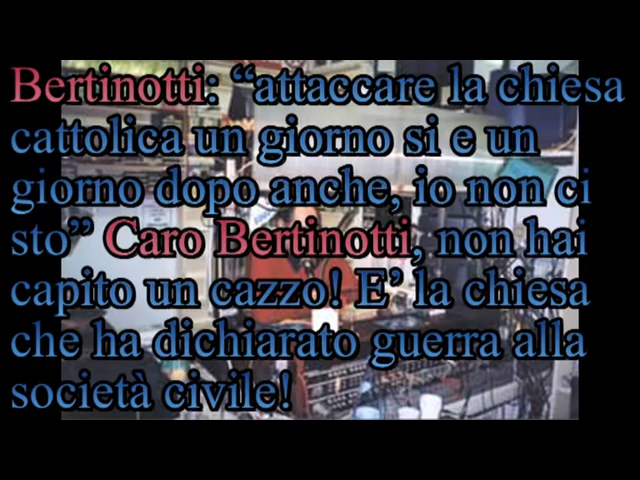 Bertinotti: “attaccare la chiesa
cattolica un giorno si e un
giorno dopo anche, io non ci
sto” Caro Bertinotti, non hai
capito un cazzo! E’ la chiesa
che ha dichiarato guerra alla
società civile!